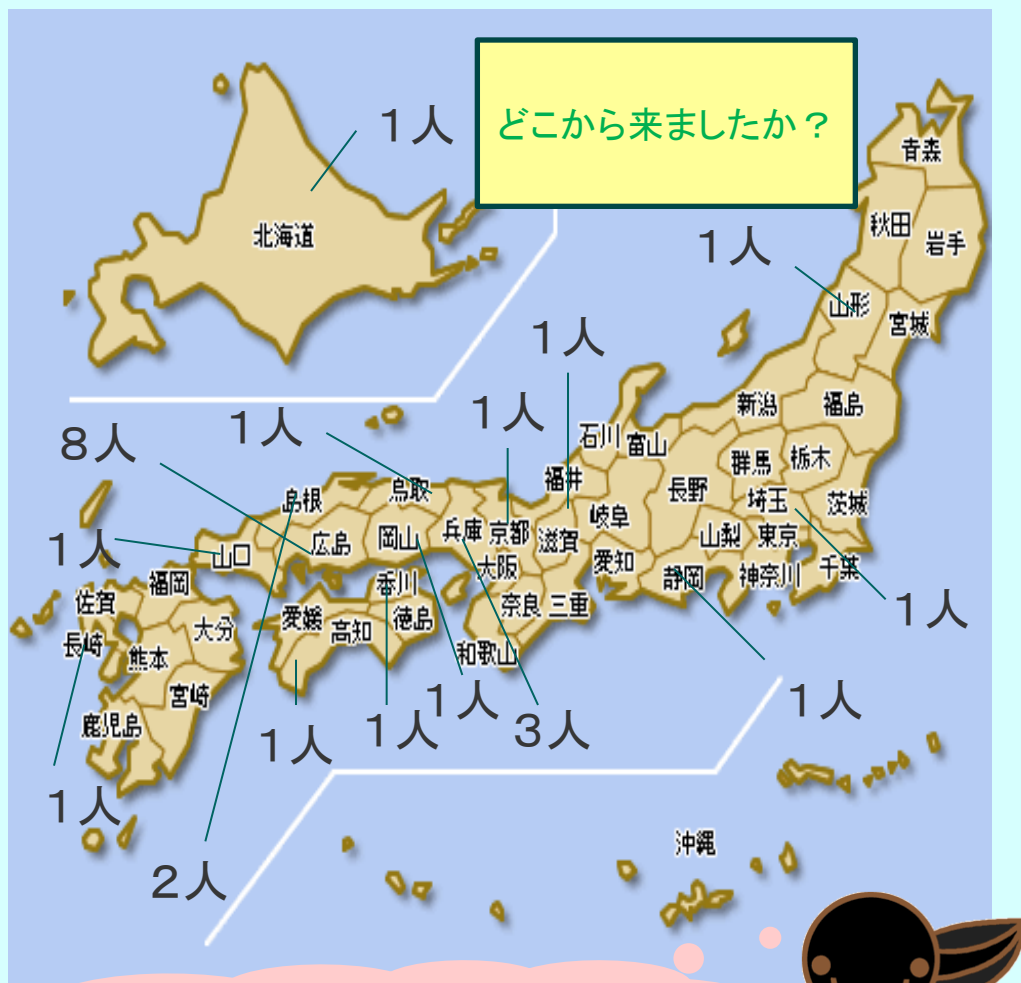 どこから来ましたか？
１人
北海道
青森
秋田
岩手
１人
山形
宮城
１人
新潟
福島
１人
１人
８人
石川
富山
群馬
栃木
福井
長野
埼玉
茨城
島根
鳥取
岐阜
山梨
東京
千葉
広島
岡山
兵庫
京都
滋賀
愛知
静岡
神奈川
１人
山口
大阪
１人
福岡
香川
佐賀
愛媛
高知
徳島
奈良
三重
大分
長崎
熊本
和歌山
宮崎
鹿児島
１人
１人
１人
３人
１人
１人
２人
沖縄